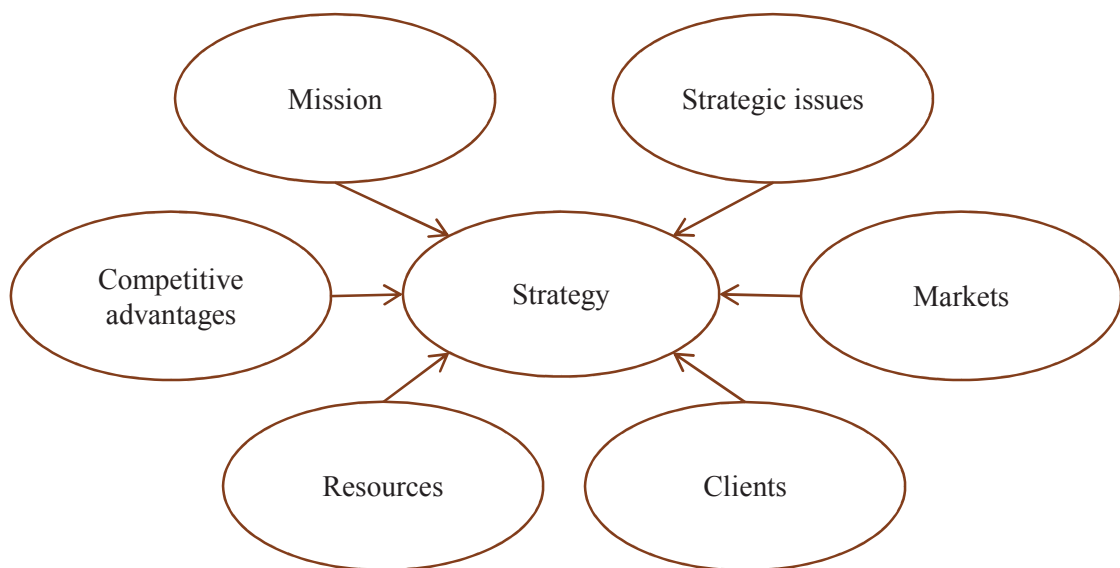 Mission
Strategic issues
Competitive
advantages
Strategy
Markets
Resources
Clients